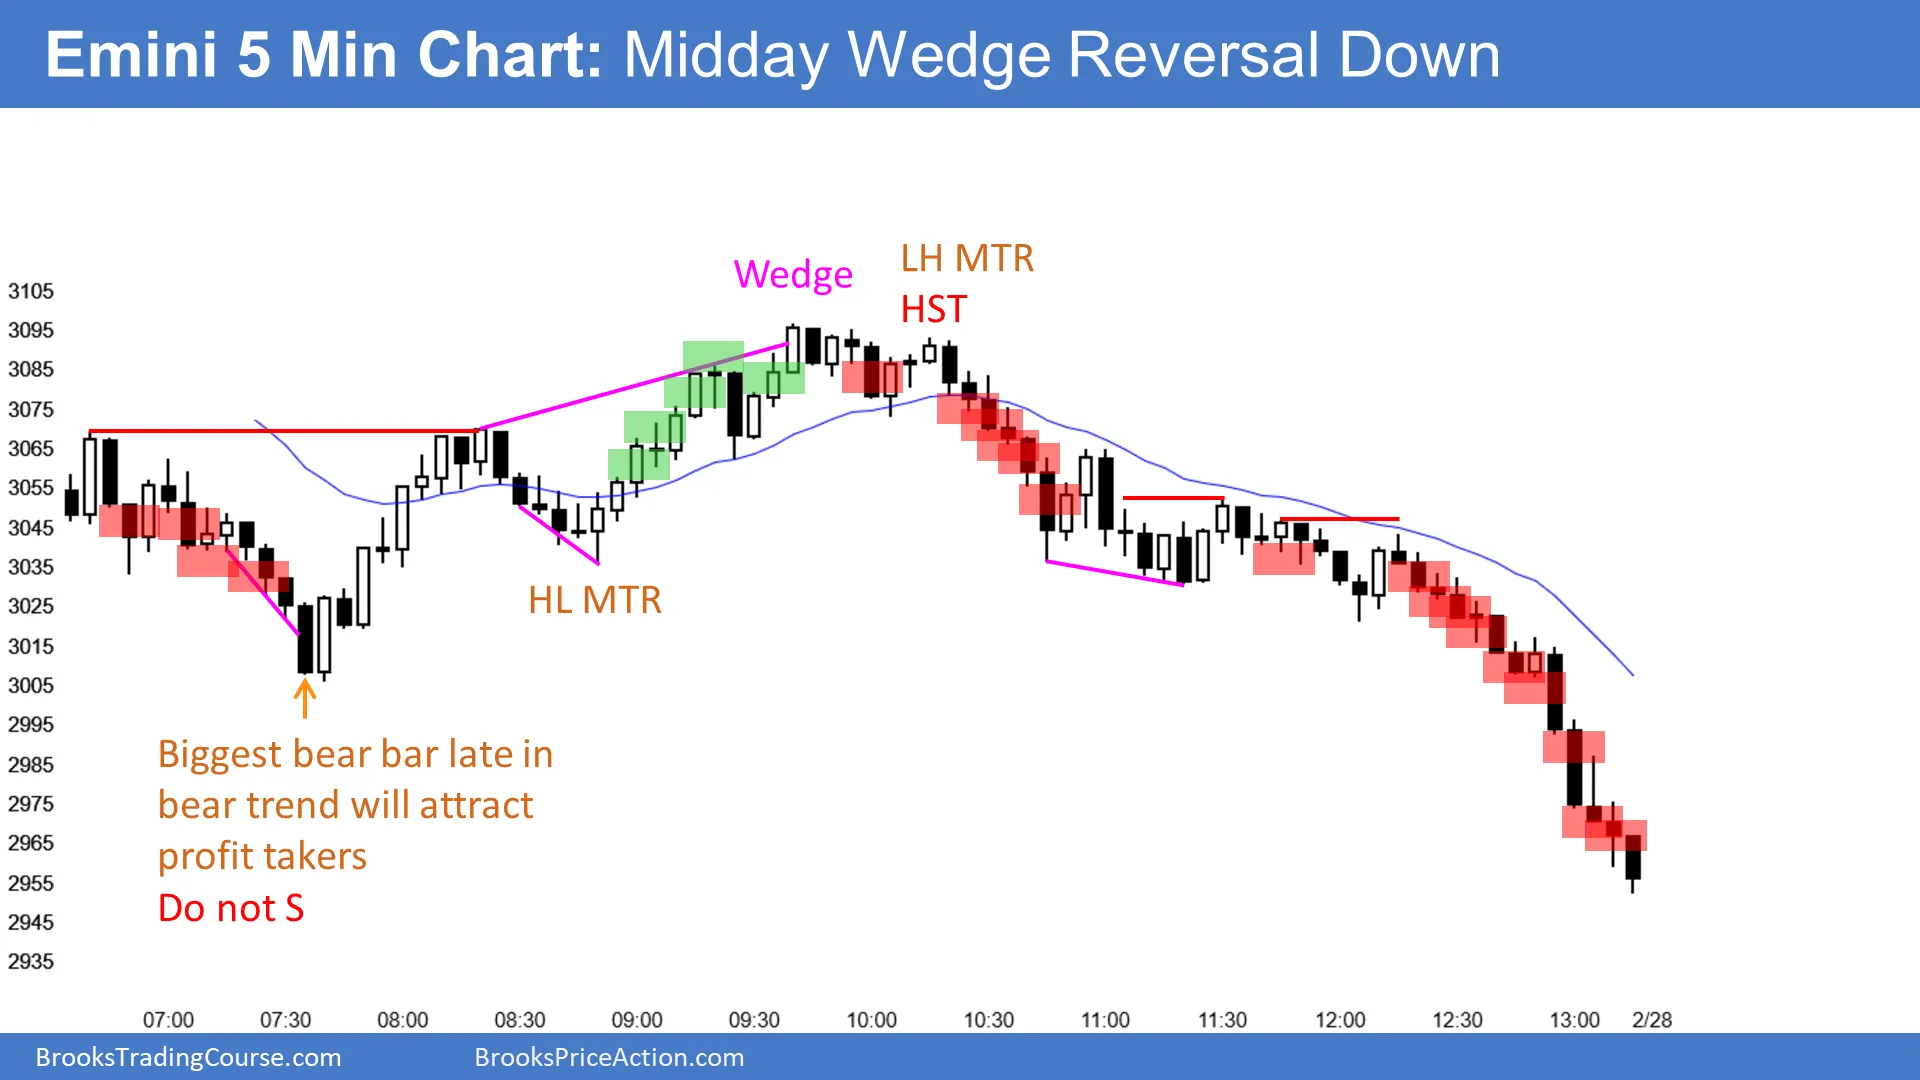 Emini 5 Min Chart: Midday Wedge Reversal Down
LH MTR
Wedge
HST
3105
3095
3085
3075
3065
3055
3045
3035
3025
3015
3005
2995
2985
2975
2965
2955
2945
2935
HL MTR
Biggest bear bar late in
bear trend will attract
profit takers
Do not S
07:00 07:30 08:00 08:30 09:00 09:30 10:00 10:30 11:00 11:30 12:00 12:30 13:00 2/28
BrooksTradingCourse.com BrooksPriceAction.com